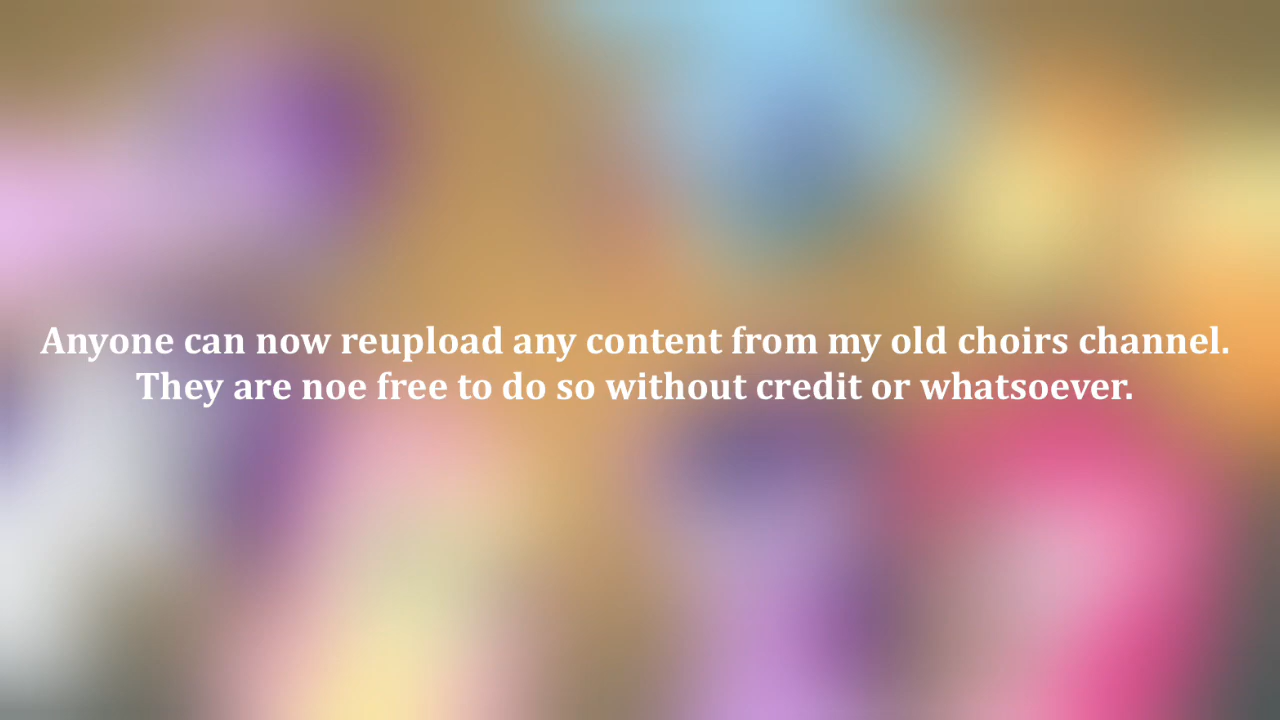 Anyone can now reupload any content from my old choirs channel.
They are noe free to do so without credit or whatsoever.